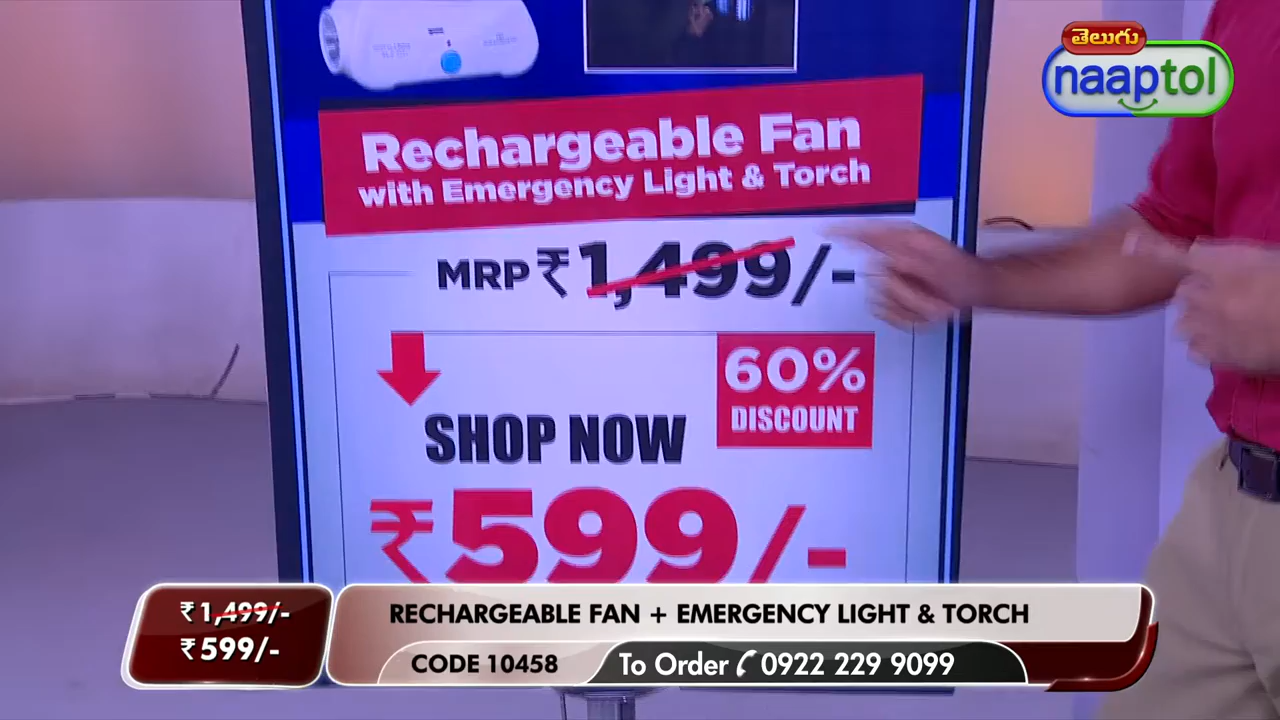 తెలుగు
naaptol
Rechargeable Fan
with Emergency Light & Torch
MRP ₹1,499/-
60%
DISCOUNT
SHOP NOW
₹599/-
₹1,499/-
₹599/-
RECHARGEABLE FAN + EMERGENCY LIGHT & TORCH
CODE 10458
To Order 0922 229 9099